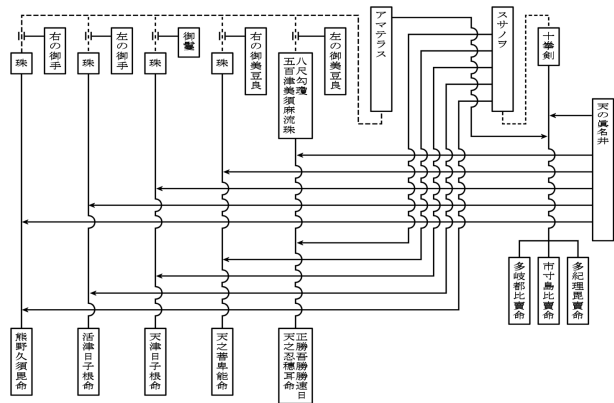 アマテラス
スサノヲ
十拳剣
天の眞名井
左の御美豆良
八尺勾瓊
五百津美須麻流珠
右の御美豆良
珠
御鬘
珠
左の御手
珠
右の御手
珠
多紀理毘賣命
市寸島比賣命
多岐都比賣命
正勝吾勝勝速日
天之忍穂耳命
天之菩卑能命
天津日子根命
活津日子根命
熊野久須毘命